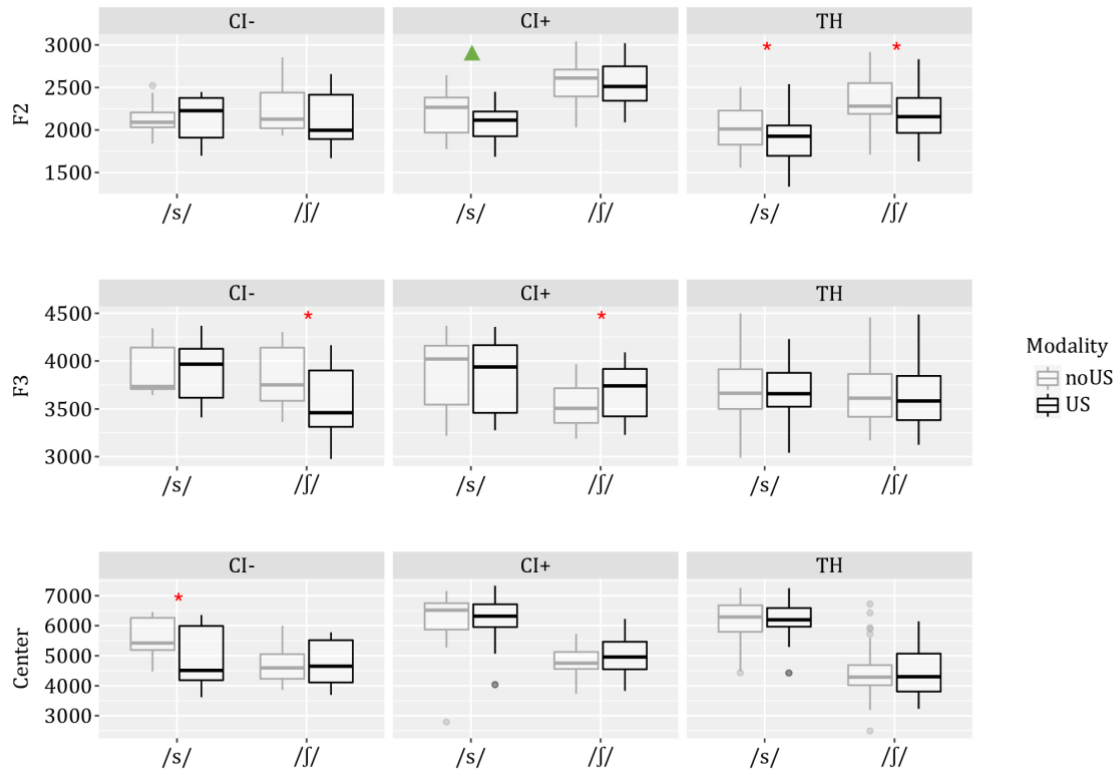 CI- CI+ TH
F2
3000
2500
2000
1500
* *
/s/ /ʃ/ /s/ /ʃ/ /s/ /ʃ/
CI- CI+ TH
F3
4500
4000
3500
3000
* *
/s/ /ʃ/ /s/ /ʃ/ /s/ /ʃ/
Modality
noUS
US
CI- CI+ TH
Center
7000
6000
5000
4000
3000
*
/s/ /ʃ/ /s/ /ʃ/ /s/ /ʃ/